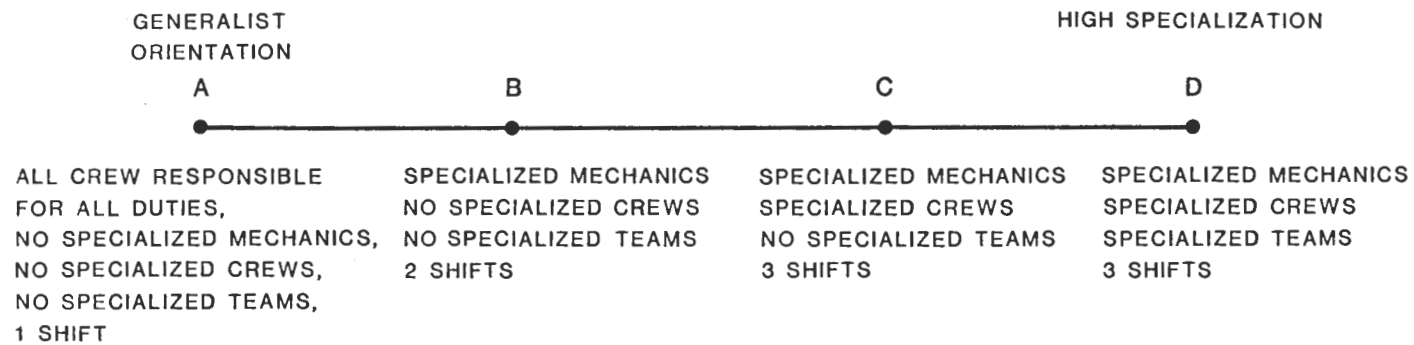 GENERALIST
ORIENTATION
HIGH SPECIALIZATION
A
B
C
D
ALL CREW RESPONSIBLE
FOR ALL DUTIES,
NO SPECIALIZED MECHANICS,
NO SPECIALIZED CREWS,
NO SPECIALIZED TEAMS,
1 SHIFT
SPECIALIZED MECHANICS
NO SPECIALIZED CREWS
NO SPECIALIZED TEAMS
2 SHIFTS
SPECIALIZED MECHANICS
SPECIALIZED CREWS
NO SPECIALIZED TEAMS
3 SHIFTS
SPECIALIZED MECHANICS
SPECIALIZED CREWS
SPECIALIZED TEAMS
3 SHIFTS